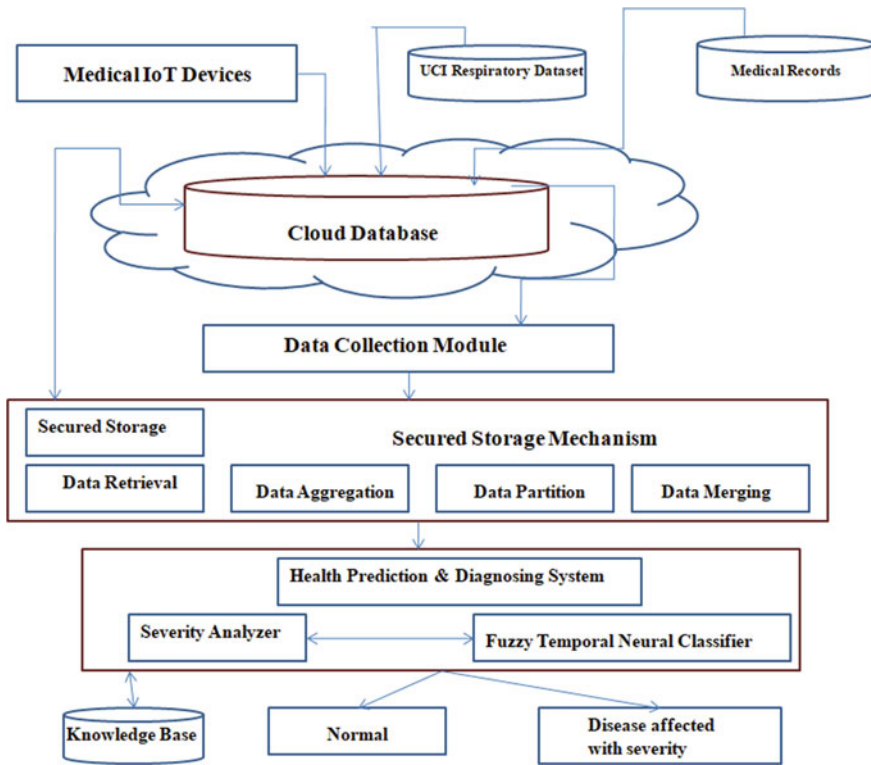 Medical IoT Devices
UCI Respiratory Dataset
Medical Records
Cloud Database
Data Collection Module
Secured Storage
Secured Storage Mechanism
Data Retrieval
Data Aggregation
Data Partition
Data Merging
Health Prediction & Diagnosing System
Severity Analyzer
Fuzzy Temporal Neural Classifier
Knowledge Base
Normal
Disease affected
with severity